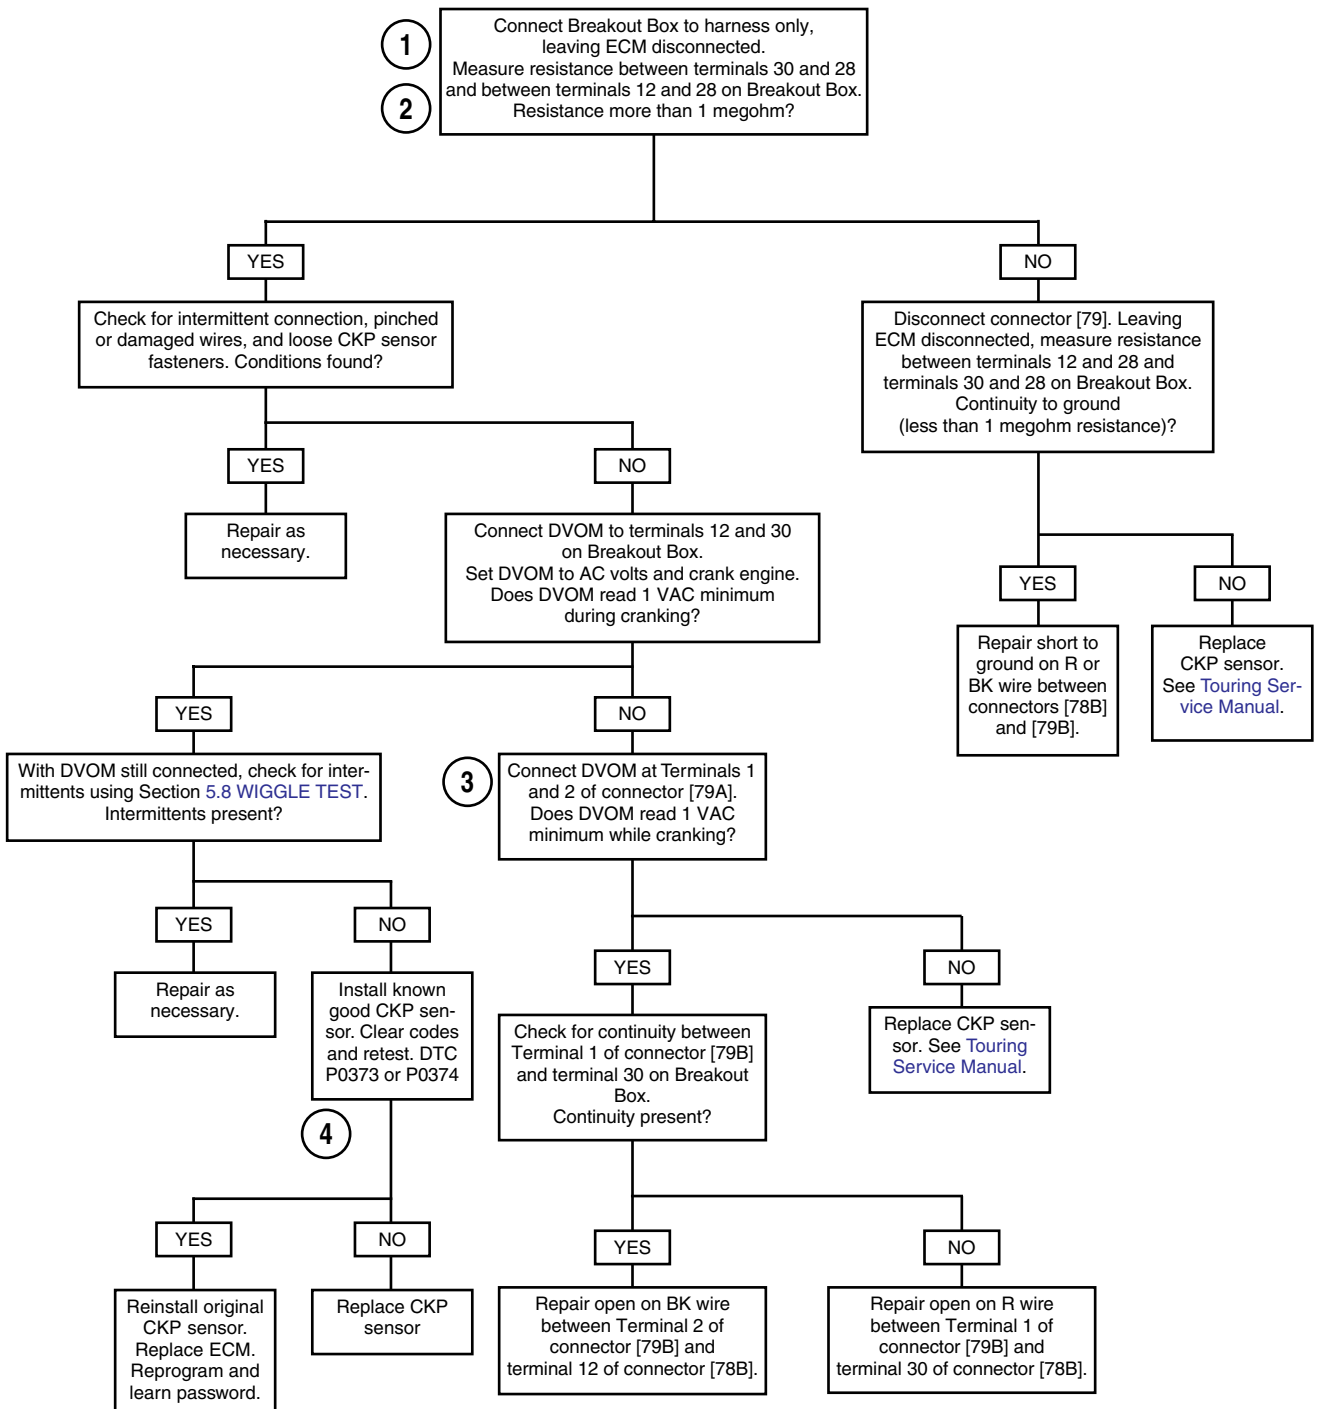 1
2
Connect Breakout Box to harness only,
leaving ECM disconnected.
Measure resistance between terminals 30 and 28
and between terminals 12 and 28 on Breakout Box.
Resistance more than 1 megohm?
YES
NO
Check for intermittent connection, pinched
or damaged wires, and loose CKP sensor
fasteners. Conditions found?
Disconnect connector [79]. Leaving
ECM disconnected, measure resistance
between terminals 12 and 28 and
terminals 30 and 28 on Breakout Box.
Continuity to ground
(less than 1 megohm resistance)?
YES
NO
Repair as
necessary.
Connect DVOM to terminals 12 and 30
on Breakout Box.
Set DVOM to AC volts and crank engine.
Does DVOM read 1 VAC minimum
during cranking?
YES
NO
Repair short to
ground on R or
BK wire between
connectors [78B]
and [79B].
Replace
CKP sensor.
See Touring Ser-
vice Manual.
YES
NO
With DVOM still connected, check for inter-
mittents using Section 5.8 WIGGLE TEST.
Intermittents present?
3
Connect DVOM at Terminals 1
and 2 of connector [79A].
Does DVOM read 1 VAC
minimum while cranking?
YES
NO
Repair as
necessary.
Install known
good CKP sen-
sor. Clear codes
and retest. DTC
P0373 or P0374
YES
NO
Check for continuity between
Terminal 1 of connector [79B]
and terminal 30 on Breakout
Box.
Continuity present?
Replace CKP sen-
sor. See Touring
Service Manual.
4
YES
NO
Reinstall original
CKP sensor.
Replace ECM.
Reprogram and
learn password.
Replace CKP
sensor
YES
NO
Repair open on BK wire
between Terminal 2 of
connector [79B] and
terminal 12 of connector [78B].
Repair open on R wire
between Terminal 1 of
connector [79B] and
terminal 30 of connector [78B].